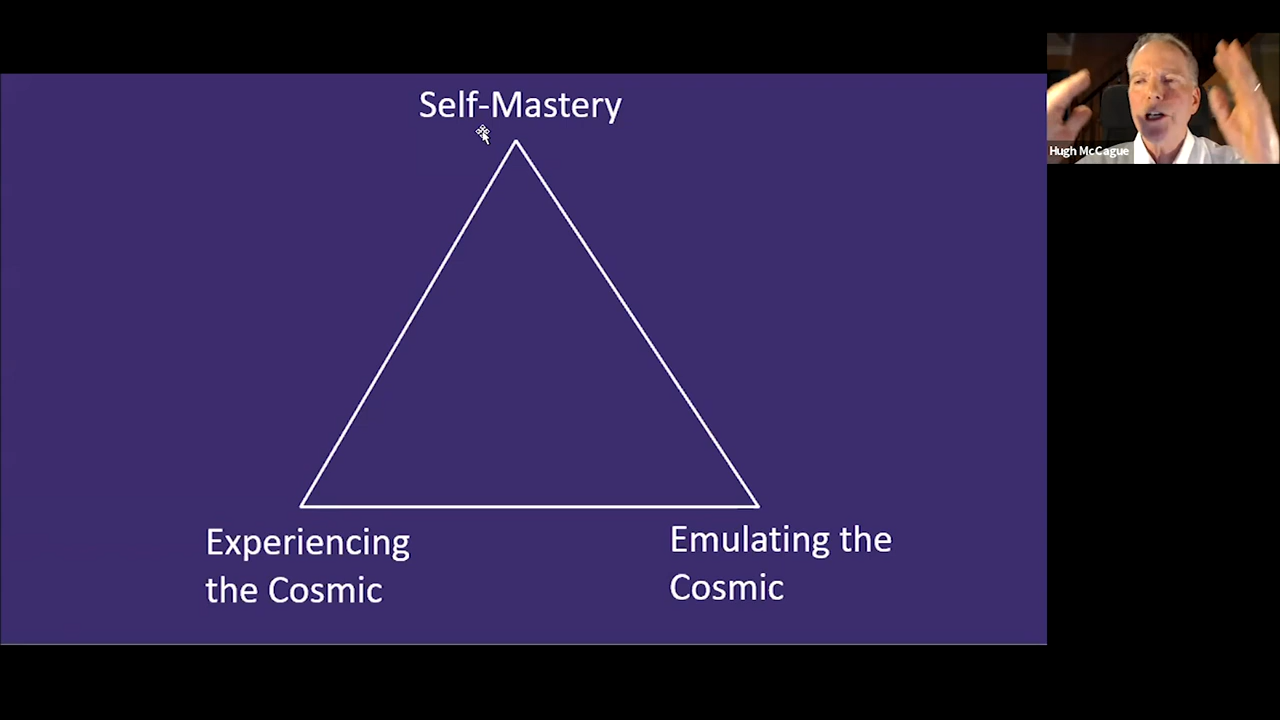 Self-Mastery
Hugh McCague
Experiencing
the Cosmic
Emulating the
Cosmic